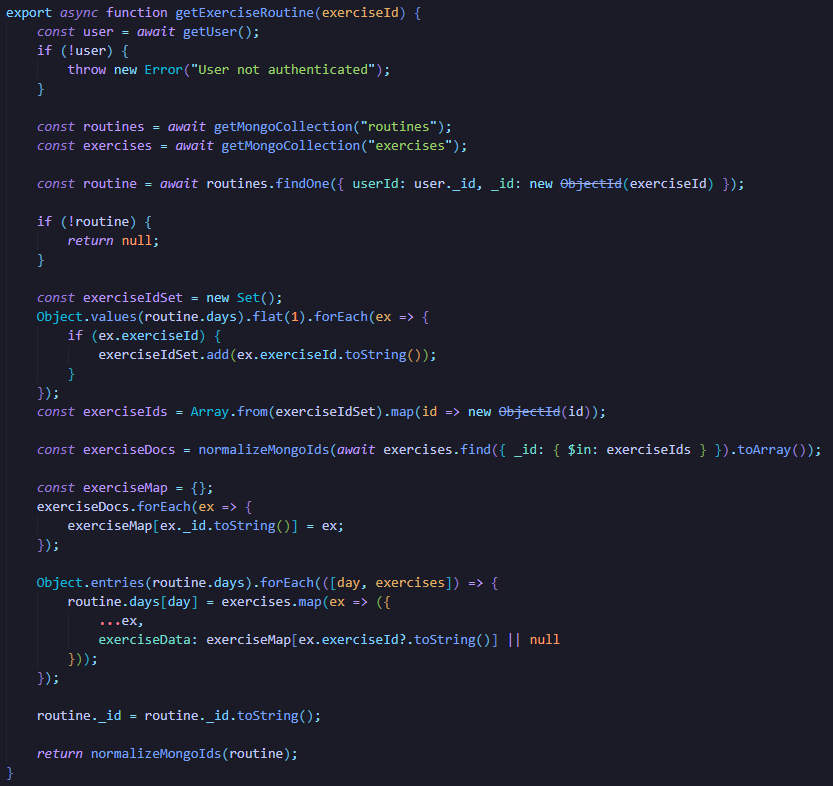 export async function getExerciseRoutine(exerciseId) {
    const user = await getUser();
    if (!user) {
        throw new Error("User not authenticated");
    }

    const routines = await getMongoCollection("routines");
    const exercises = await getMongoCollection("exercises");

    const routine = await routines.findOne({ userId: user._id, _id: new ObjectId(exerciseId) });

    if (!routine) {
        return null;
    }

    const exerciseIdSet = new Set();
    Object.values(routine.days).flat(1).forEach(ex => {
        if (ex.exerciseId) {
            exerciseIdSet.add(ex.exerciseId.toString());
        }
    });
    const exerciseIds = Array.from(exerciseIdSet).map(id => new ObjectId(id));

    const exerciseDocs = normalizeMongoIds(await exercises.find({ _id: { $in: exerciseIds } }).toArray());

    const exerciseMap = {};
    exerciseDocs.forEach(ex => {
        exerciseMap[ex._id.toString()] = ex;
    });

    Object.entries(routine.days).forEach(([day, exercises]) => {
        routine.days[day] = exercises.map(ex => ({
            ...ex,
            exerciseData: exerciseMap[ex.exerciseId?.toString()] || null
        }));
    });

    routine._id = routine._id.toString();

    return normalizeMongoIds(routine);
}